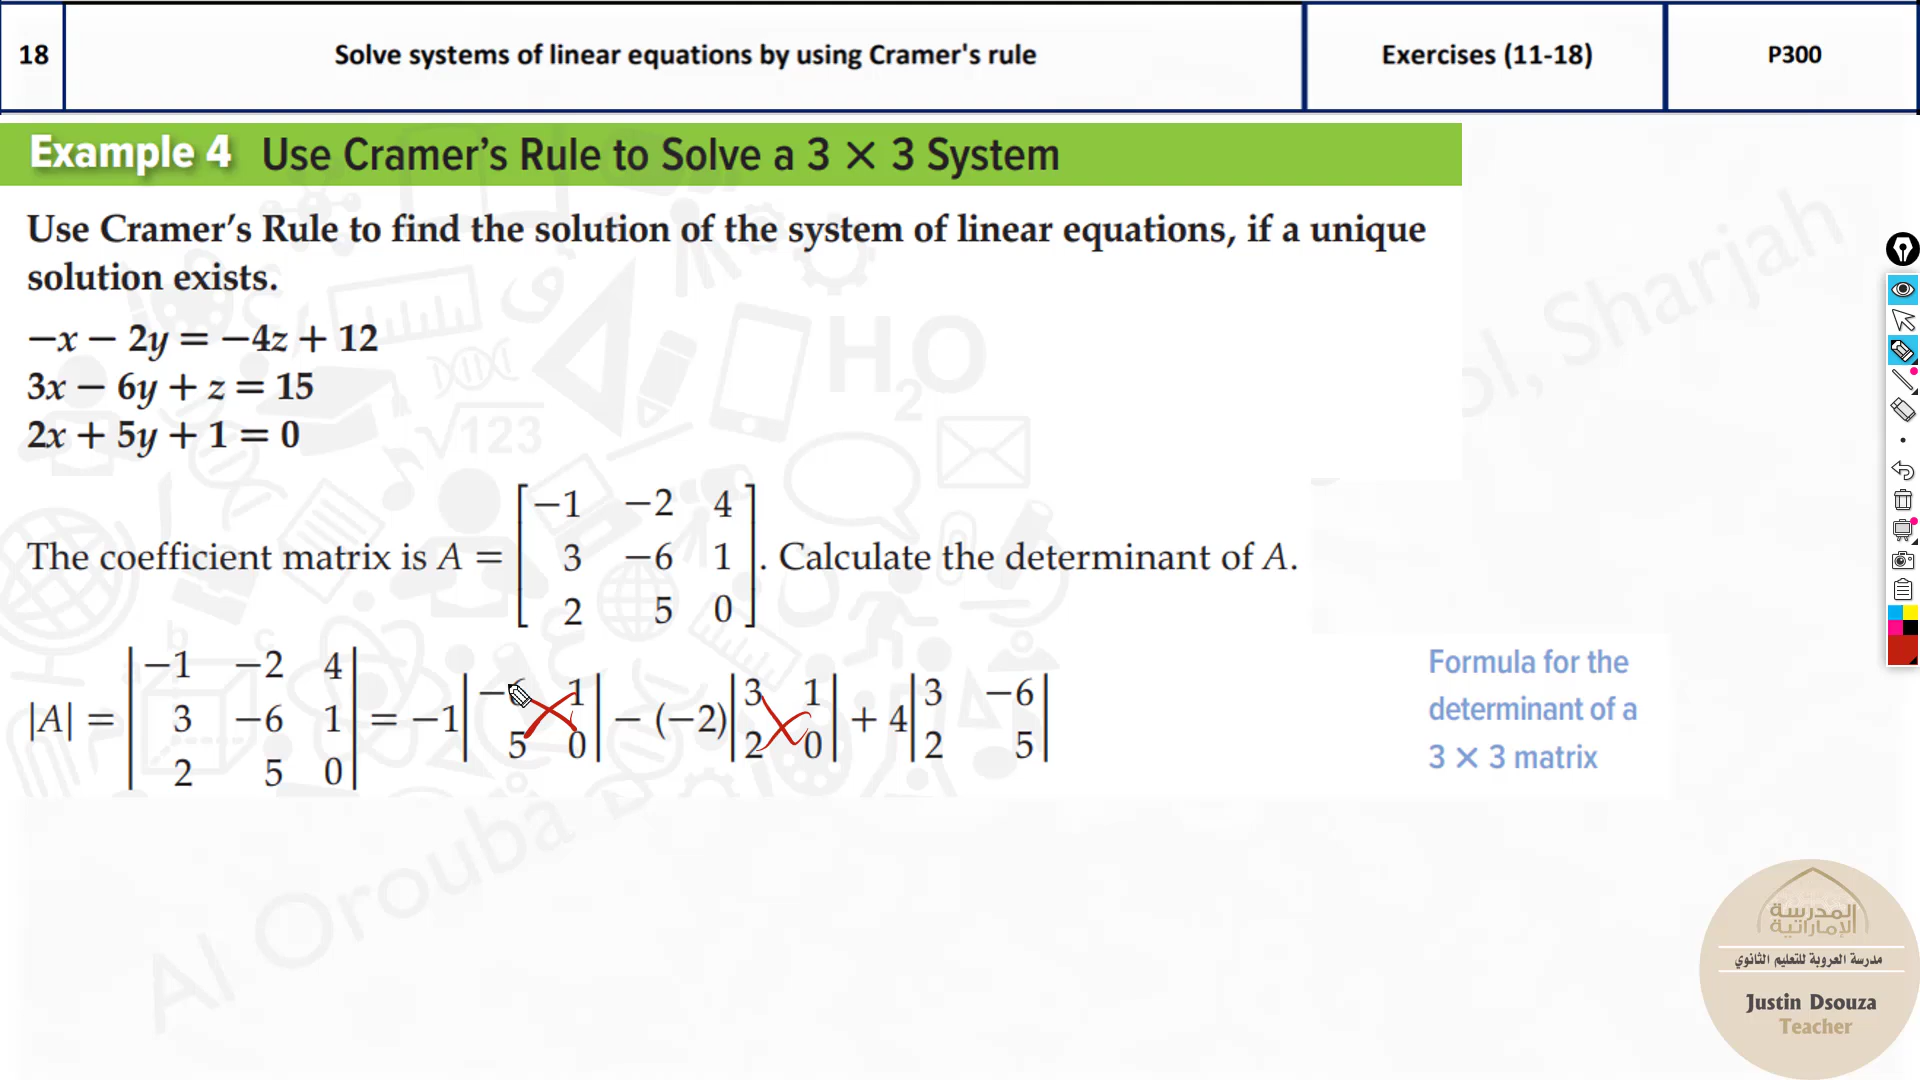 18 Solve systems of linear equations by using Cramer's rule Exercises (11-18) P300
Example 4 Use Cramer's Rule to Solve a 3 × 3 System
Use Cramer's Rule to find the solution of the system of linear equations, if a unique
solution exists.
−x − 2y = −4z + 12
3x − 6y + z = 15
2x + 5y + 1 = 0
The coefficient matrix is A = [−1 −2 4
3 −6 1
2 5 0]. Calculate the determinant of A.
|A| = |−1 −2 4
3 −6 1
2 5 0| = −1|−6 1
5 0| − (−2)|3 1
2 0| + 4|3 −6
2 5|
Formula for the
determinant of a
3 × 3 matrix
H₂O
√123
b c
Al Orouba
ol, Sharjah
المدرسة
الإماراتية
مدرسة العروبة للتعليم الثانوي
Justin Dsouza
Teacher